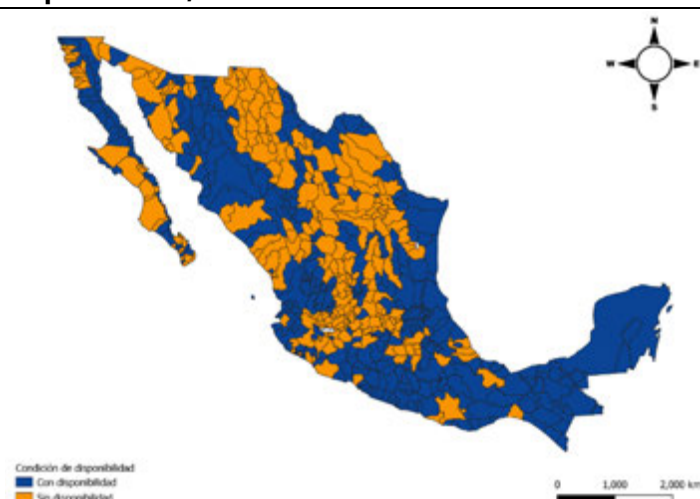 N
W E
S
Condición de disponibilidad
Con disponibilidad
Sin disponibilidad
0 1,000 2,000 km